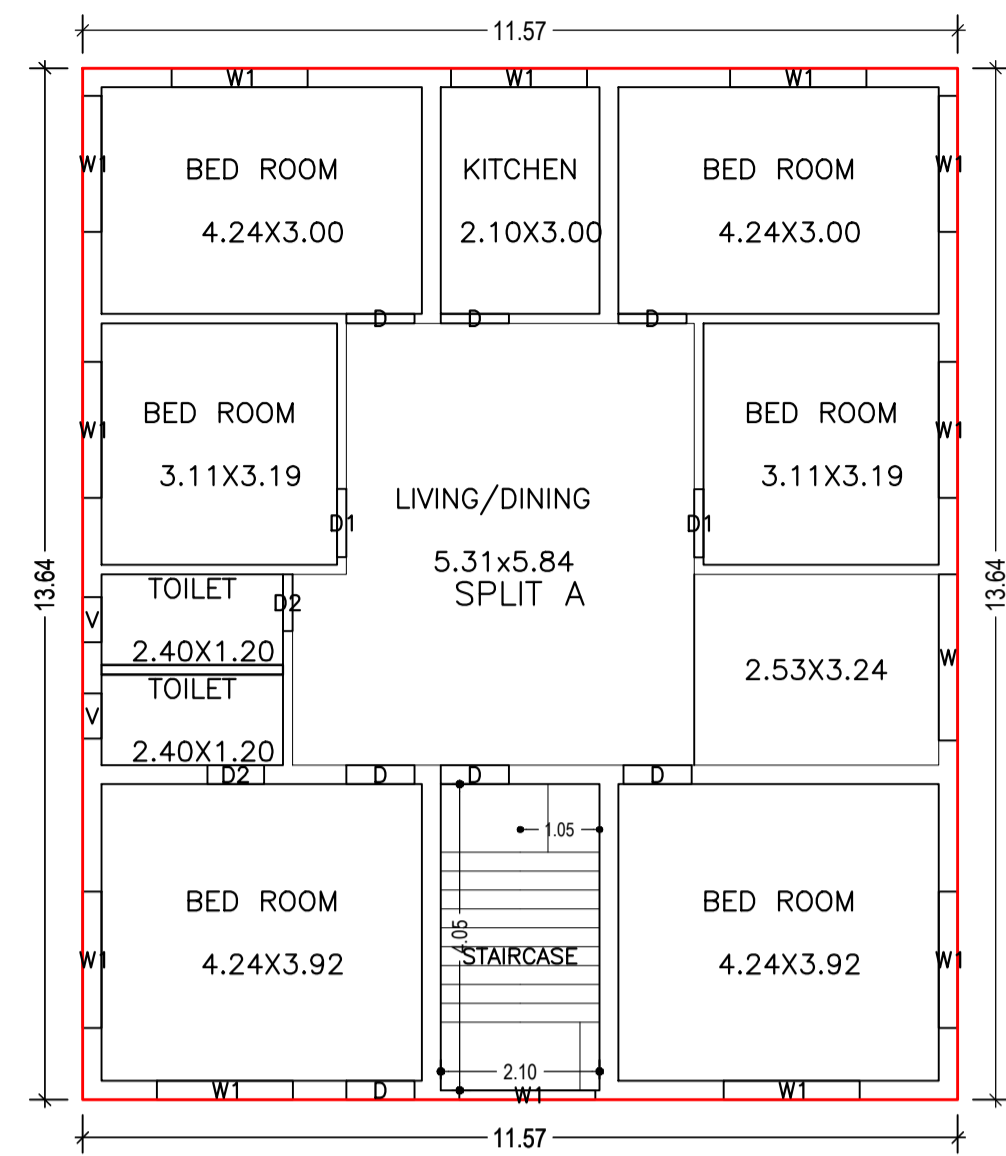 11.57
W1 W1 W1
W1 W1
BED ROOM KITCHEN BED ROOM
4.24X3.00 2.10X3.00 4.24X3.00
D D D
13.64 13.64
BED ROOM BED ROOM
W1 W1
3.11X3.19 3.11X3.19
LIVING/DINING
D1 D1
5.31x5.84
SPLIT A
TOILET
D2
V
2.40X1.20
W
2.53X3.24
TOILET
V
2.40X1.20
D2 D D D
1.05
BED ROOM BED ROOM
4.05
STAIRCASE
W1 W1
4.24X3.92 4.24X3.92
2.10
W1 D W1 W1
11.57